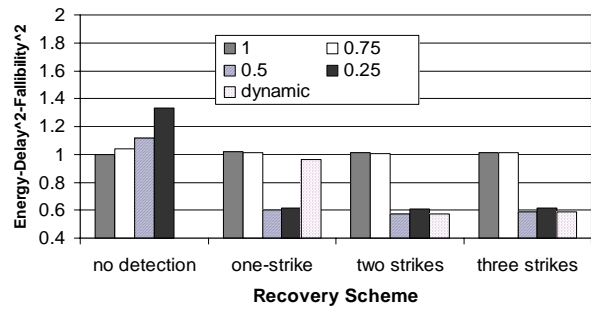 Energy-Delay^2-Fallibility^2
2
1.8
1.6
1.4
1.2
1
0.8
0.6
0.4
1 0.75
0.5 0.25
dynamic
no detection one-strike two strikes three strikes
Recovery Scheme